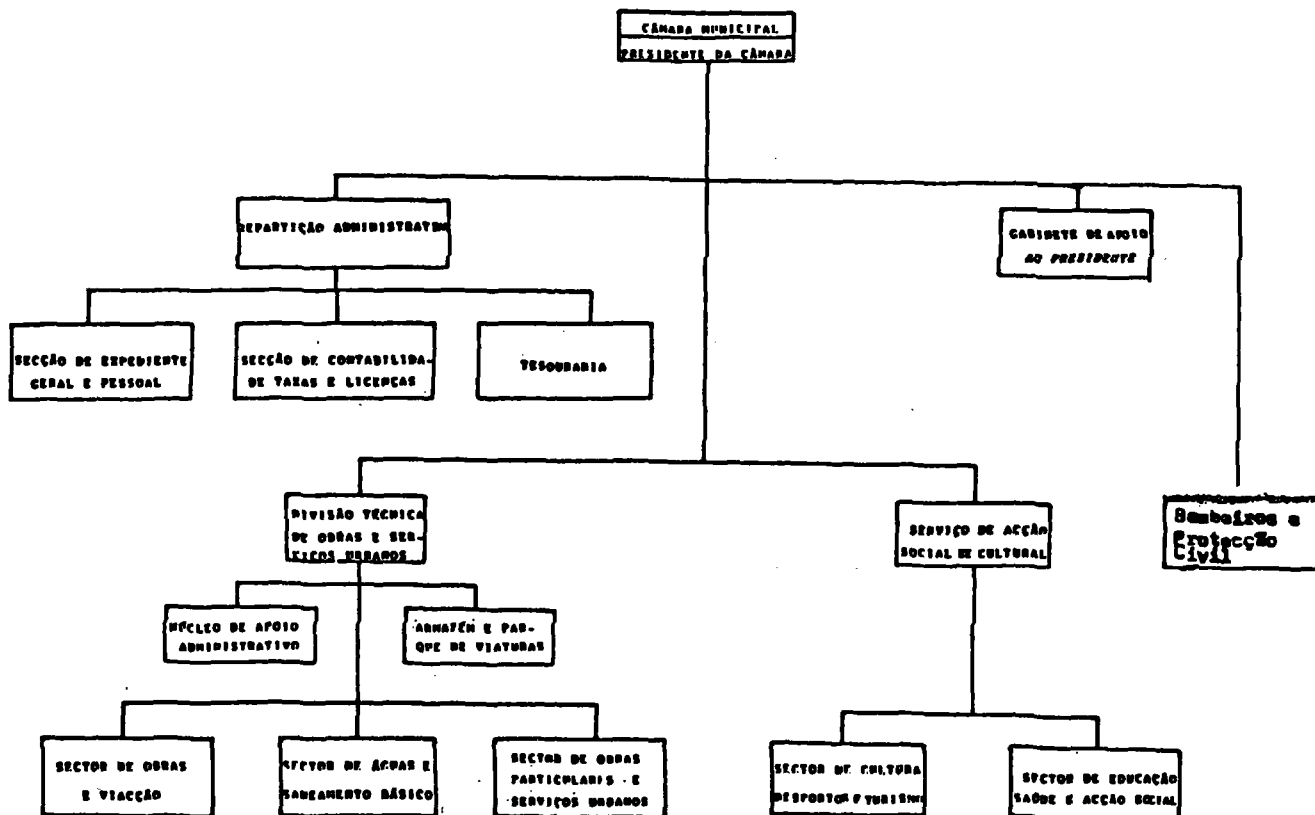 CÂMARA MUNICIPAL
PRESIDENTE DA CÂMARA
REPARTIÇÃO ADMINISTRATIVA
GABINETE DE APOIO
AO PRESIDENTE
SECÇÃO DE EXPEDIENTE
GERAL E PESSOAL
SECÇÃO DE CONTABILIDA-
DE TAXAS E LICENÇAS
TESOURARIA
DIVISÃO TÉCNICA
DE OBRAS E SER-
VIÇOS URBANOS
SERVIÇO DE ACÇÃO
SOCIAL E CULTURAL
Bombeiros e
Protecção
Civil
NÚCLEO DE APOIO
ADMINISTRATIVO
ARMAZÉM E PAR-
QUE DE VIATURAS
SECTOR DE OBRAS
E VIACÇÃO
SECTOR DE ÁGUAS E
SANEAMENTO BÁSICO
SECTOR DE OBRAS
PARTICULARES E
SERVIÇOS URBANOS
SECTOR DE CULTURA
DESPORTO E TURISMO
SECTOR DE EDUCAÇÃO
SAÚDE E ACÇÃO SOCIAL